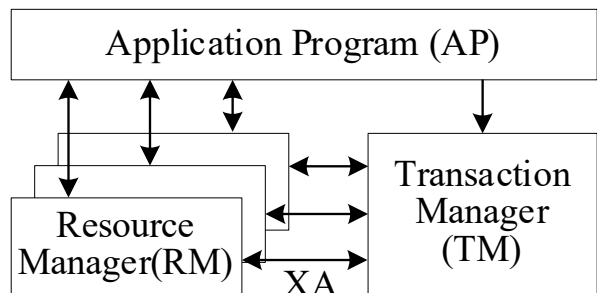 Application Program (AP)
Transaction
Manager
(TM)
Resource
Manager(RM)
XA